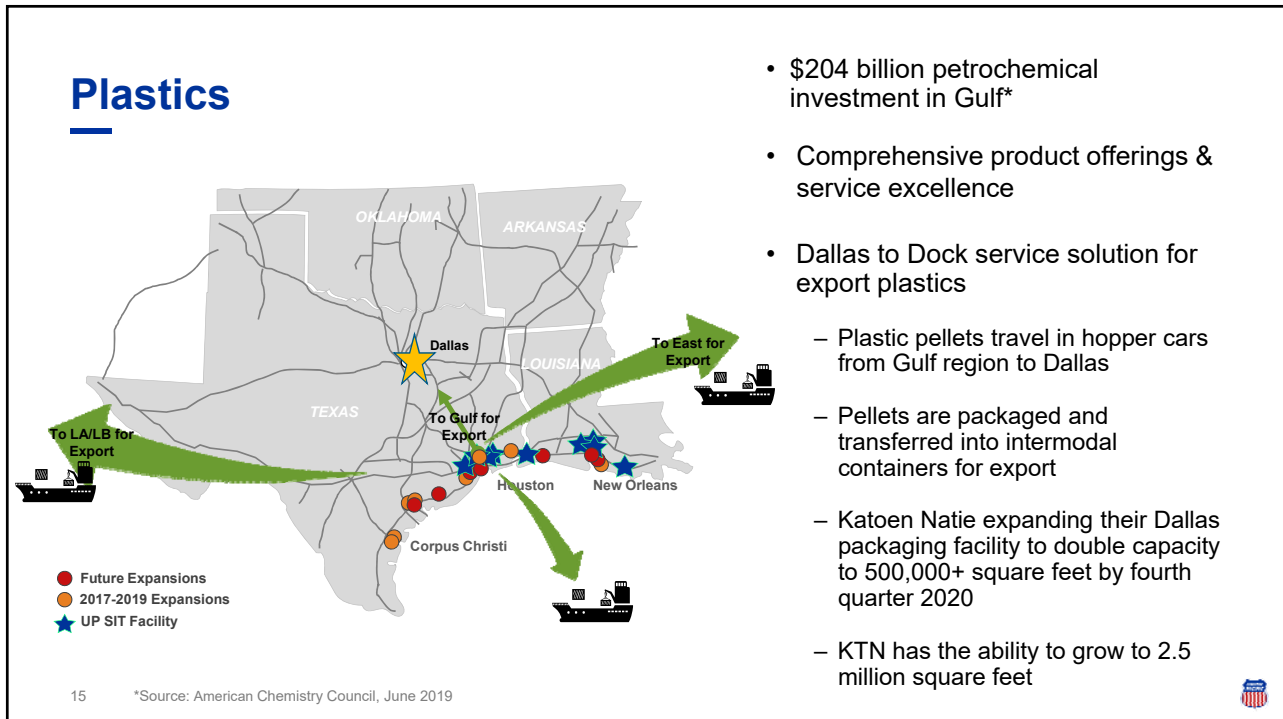 Plastics
OKLAHOMA
ARKANSAS
Dallas
To East for
Export
LOUISIANA
TEXAS
To Gulf for
Export
To LA/LB for
Export
Houston
New Orleans
Corpus Christi
Future Expansions
2017-2019 Expansions
UP SIT Facility
• $204 billion petrochemical
investment in Gulf*
• Comprehensive product offerings &
service excellence
• Dallas to Dock service solution for
export plastics
– Plastic pellets travel in hopper cars
from Gulf region to Dallas
– Pellets are packaged and
transferred into intermodal
containers for export
– Katoen Natie expanding their Dallas
packaging facility to double capacity
to 500,000+ square feet by fourth
quarter 2020
– KTN has the ability to grow to 2.5
million square feet
15
*Source: American Chemistry Council, June 2019